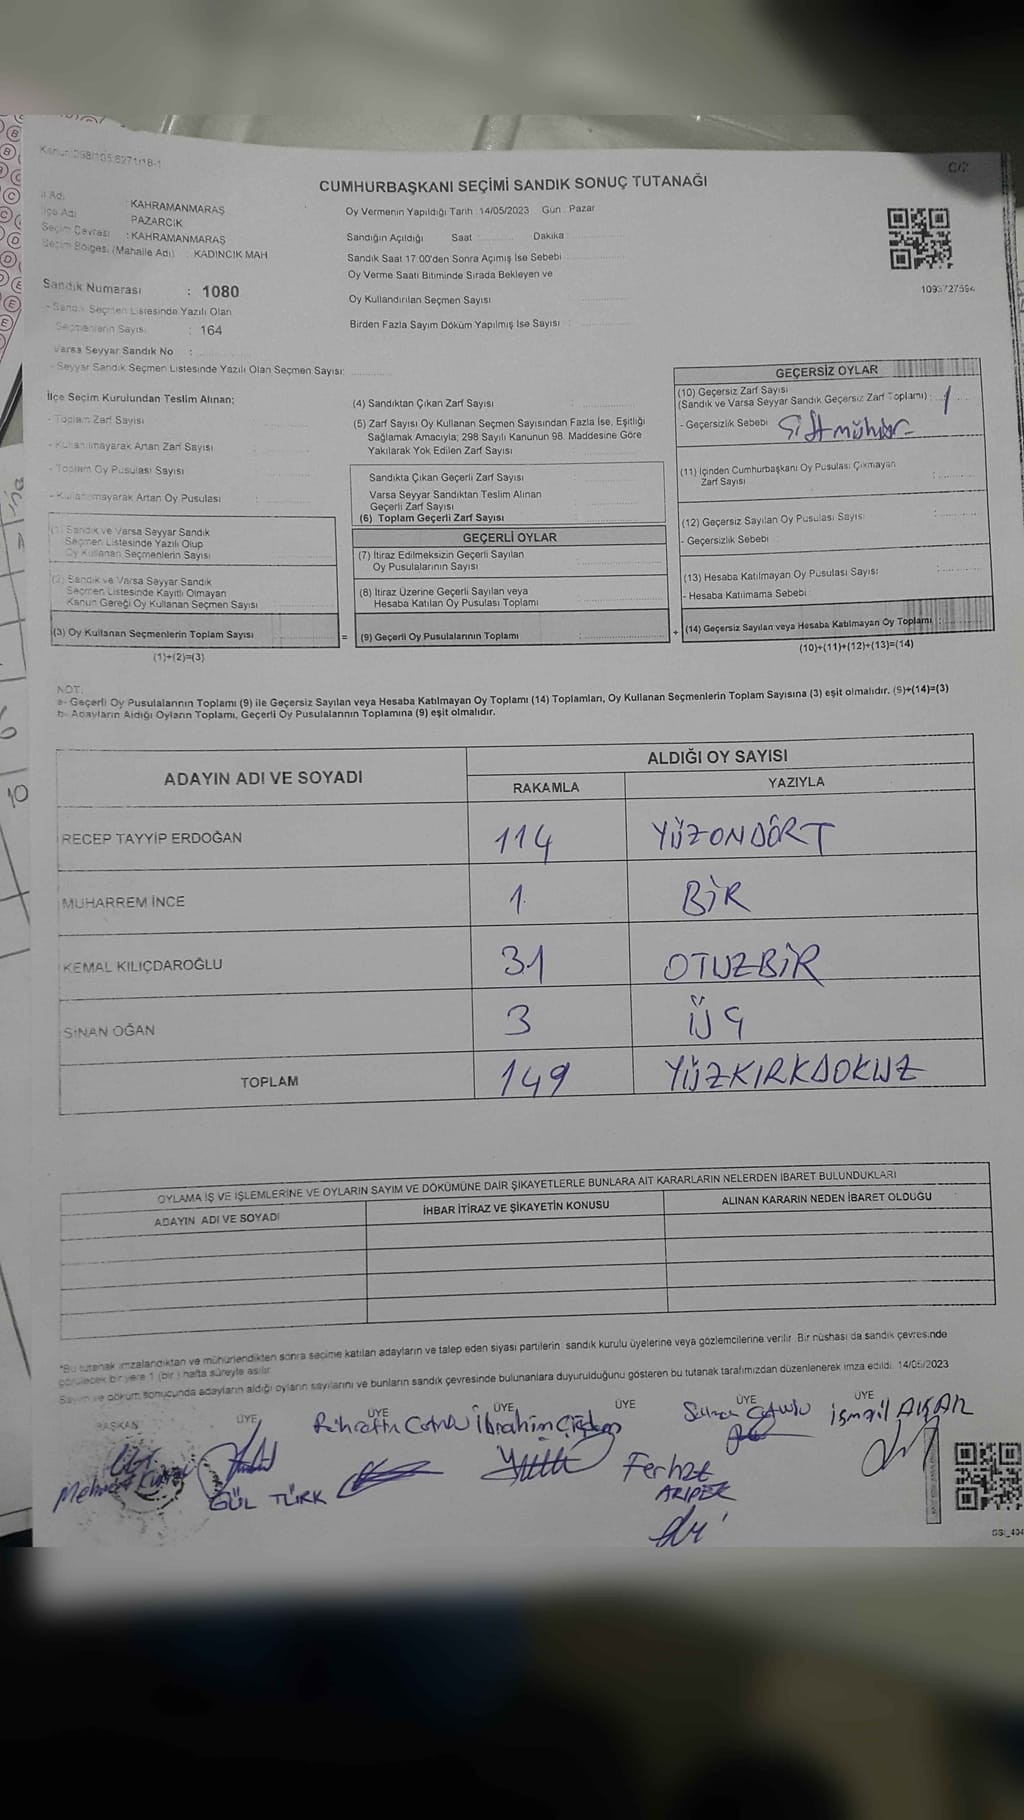 Kanun:298/105;6271/18-1
C/2
CUMHURBAŞKANI SEÇİMİ SANDIK SONUÇ TUTANAĞI
İl Adı : KAHRAMANMARAŞ
İlçe Adı : PAZARCIK
Seçim Çevresi : KAHRAMANMARAŞ
Seçim Bölgesi (Mahalle Adı) : KADINCIK MAH
Sandık Numarası : 1080
- Sandık Seçmen Listesinde Yazılı Olan
Seçmenlerin Sayısı : 164
Varsa Seyyar Sandık No :
- Seyyar Sandık Seçmen Listesinde Yazılı Olan Seçmen Sayısı:
Oy Vermenin Yapıldığı Tarih :14/05/2023 Gün : Pazar
Sandığın Açıldığı Saat Dakika :
Sandık Saat 17:00'den Sonra Açımış İse Sebebi
Oy Verme Saati Bitiminde Sırada Bekleyen ve
Oy Kullandırılan Seçmen Sayısı
Birden Fazla Sayım Döküm Yapılmış İse Sayısı :
1093727594
İlçe Seçim Kurulundan Teslim Alınan;
- Toplam Zarf Sayısı
- Kullanılmayarak Artan Zarf Sayısı
- Toplam Oy Pusulası Sayısı
- Kullanılmayarak Artan Oy Pusulası :
(1) Sandık ve Varsa Seyyar Sandık
Seçmen Listesinde Yazılı Olup
Oy Kullanan Seçmenlerin Sayısı
(2) Sandık ve Varsa Seyyar Sandık
Seçmen Listesinde Kayıtlı Olmayan
Kanun Gereği Oy Kullanan Seçmen Sayısı
(3) Oy Kullanan Seçmenlerin Toplam Sayısı
(1)+(2)=(3)
(4) Sandıktan Çıkan Zarf Sayısı
(5) Zarf Sayısı Oy Kullanan Seçmen Sayısından Fazla İse, Eşitliği
Sağlamak Amacıyla; 298 Sayılı Kanunun 98. Maddesine Göre
Yakılarak Yok Edilen Zarf Sayısı
Sandıkta Çıkan Geçerli Zarf Sayısı
Varsa Seyyar Sandıktan Teslim Alınan
Geçerli Zarf Sayısı
(6) Toplam Geçerli Zarf Sayısı
GEÇERLİ OYLAR
(7) İtiraz Edilmeksizin Geçerli Sayılan
Oy Pusulalarının Sayısı
(8) İtiraz Üzerine Geçerli Sayılan veya
Hesaba Katılan Oy Pusulası Toplamı
= (9) Geçerli Oy Pusulalarının Toplamı
GEÇERSİZ OYLAR
(10) Geçersiz Zarf Sayısı
(Sandık ve Varsa Seyyar Sandık Geçersiz Zarf Toplamı) : 1
- Geçersizlik Sebebi Çift mühür
(11) İçinden Cumhurbaşkanı Oy Pusulası Çıkmayan
Zarf Sayısı
(12) Geçersiz Sayılan Oy Pusulası Sayısı
- Geçersizlik Sebebi
(13) Hesaba Katılmayan Oy Pusulası Sayısı
- Hesaba Katılmama Sebebi
+ (14) Geçersiz Sayılan veya Hesaba Katılmayan Oy Toplamı :
(10)+(11)+(12)+(13)=(14)
NOT:
a- Geçerli Oy Pusulalarının Toplamı (9) ile Geçersiz Sayılan veya Hesaba Katılmayan Oy Toplamı (14) Toplamları, Oy Kullanan Seçmenlerin Toplam Sayısına (3) eşit olmalıdır. (9)+(14)=(3)
b- Adayların Aldığı Oyların Toplamı, Geçerli Oy Pusulalarının Toplamına (9) eşit olmalıdır.
ADAYIN ADI VE SOYADI
ALDIĞI OY SAYISI
RAKAMLA YAZIYLA
RECEP TAYYİP ERDOĞAN 114 YÜZONDÖRT
MUHARREM İNCE 1 BİR
KEMAL KILIÇDAROĞLU 31 OTUZBİR
SİNAN OĞAN 3 ÜÇ
TOPLAM 149 YÜZKIRKDOKUZ
OYLAMA İŞ VE İŞLEMLERİNE VE OYLARIN SAYIM VE DÖKÜMÜNE DAİR ŞİKAYETLERLE BUNLARA AİT KARARLARIN NELERDEN İBARET BULUNDUKLARI
ADAYIN ADI VE SOYADI İHBAR İTİRAZ VE ŞİKAYETİN KONUSU ALINAN KARARIN NEDEN İBARET OLDUĞU
*Bu tutanak imzalandıktan ve mühürlendikten sonra seçime katılan adayların ve talep eden siyasi partilerin sandık kurulu üyelerine veya gözlemcilerine verilir. Bir nüshası da sandık çevresinde
görülecek bir yere 1 (bir) hafta süreyle asılır.
Sayım ve döküm sonucunda adayların aldığı oyların sayılarını ve bunların sandık çevresinde bulunanlara duyurulduğunu gösteren bu tutanak tarafımızdan düzenlenerek imza edildi. 14/05/2023
BAŞKAN ÜYE ÜYE ÜYE ÜYE ÜYE ÜYE
İbrahim Çiğdem
İsmail AKAR
GÜL TÜRK
Ferhat
ARIPEK